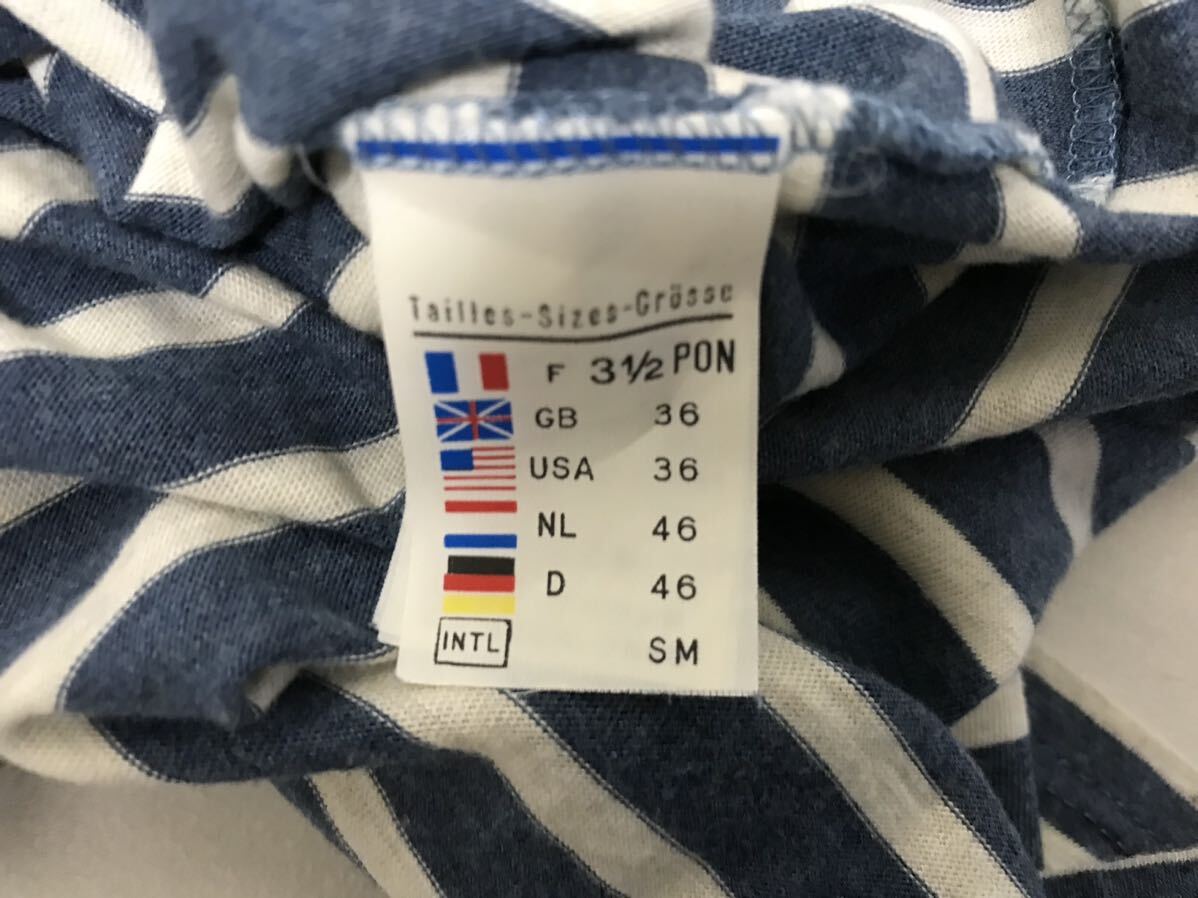 Tailles-Sizes-Grösse
F 3½ PON
GB 36
USA 36
NL 46
D 46
INTL SM